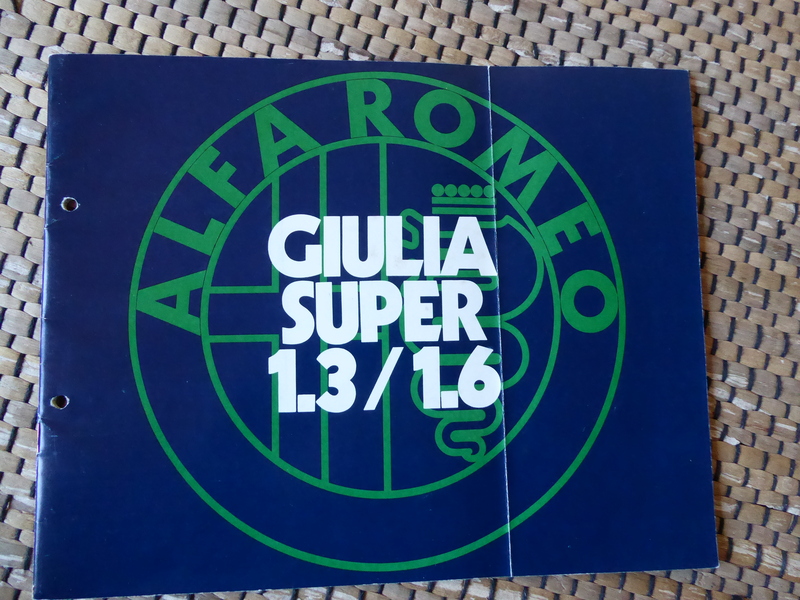 ALFA ROMEO
GIULIA
SUPER
1.3/1.6